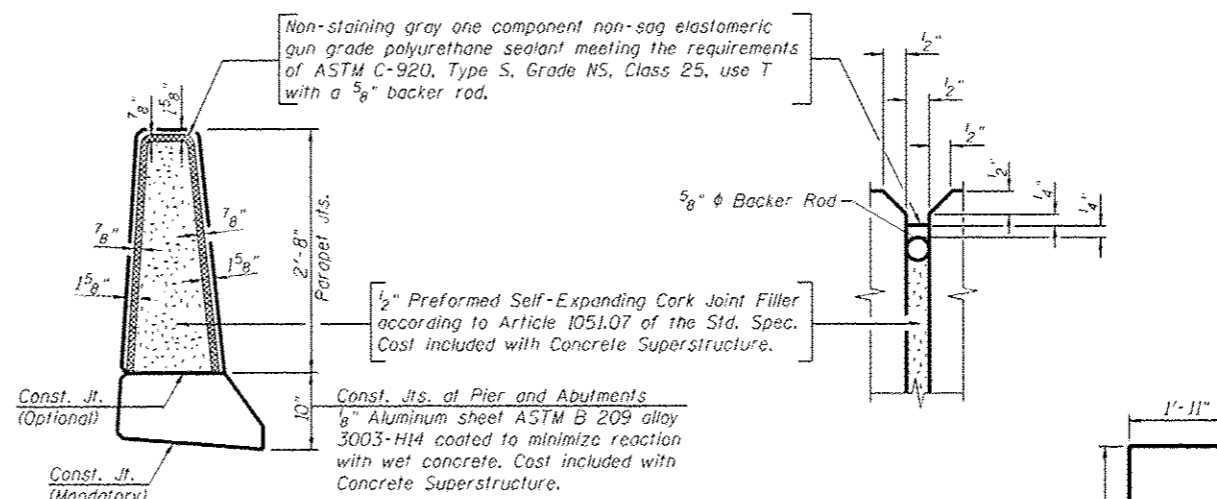 Non-staining gray one component non-sag elastomeric
gun grade polyurethane sealant meeting the requirements
of ASTM C-920, Type S, Grade NS, Class 25, use T
with a 5/8" backer rod.
1/2"
1/2"
1/2"
1/2"
1/4"
1/4"
7/8"
1 5/8"
5/8" φ Backer Rod
7/8"
7/8"
1 5/8"
1 5/8"
2'-8"
Parapet Jts.
1/2" Preformed Self-Expanding Cork Joint Filler
according to Article 1051.07 of the Std. Spec.
Cost included with Concrete Superstructure.
Const. Jt.
(Optional)
10"
Const. Jts. at Pier and Abutments
1/8" Aluminum sheet ASTM B 209 alloy
3003-H14 coated to minimize reaction
with wet concrete. Cost included with
Concrete Superstructure.
Const. Jt.
(Mandatory)
1'-11"